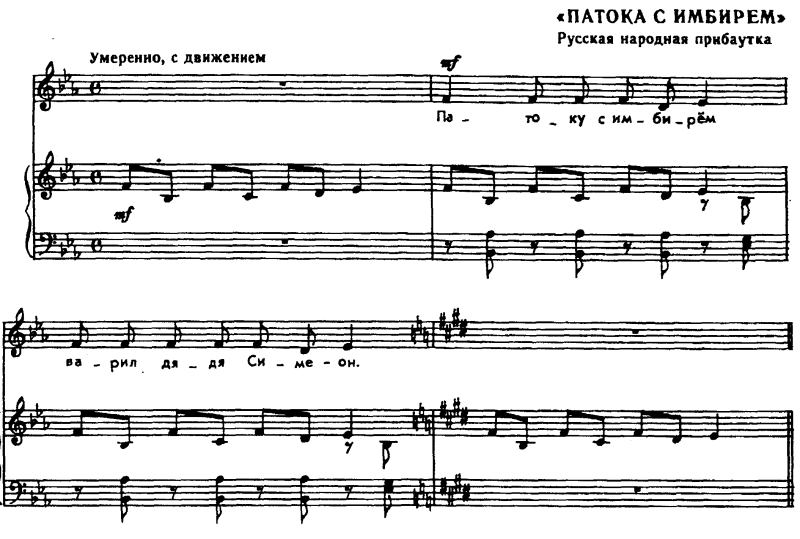 «ПАТОКА С ИМБИРЕМ»
Русская народная прибаутка
Умеренно, с движением
mf
Па - то - ку с им - би - рём
mf
ва - рил дя - дя Си - ме - он.